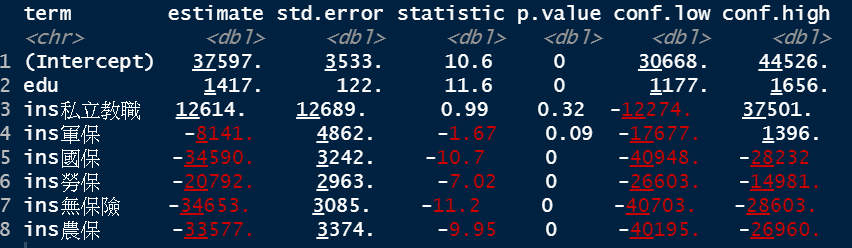 term estimate std.error statistic p.value conf.low conf.high
<chr> <dbl> <dbl> <dbl> <dbl> <dbl> <dbl>
1 (Intercept) 37597. 3533. 10.6 0 30668. 44526.
2 edu 1417. 122. 11.6 0 1177. 1656.
3 ins私立教職 12614. 12689. 0.99 0.32 -12274. 37501.
4 ins軍保 -8141. 4862. -1.67 0.09 -17677. 1396.
5 ins國保 -34590. 3242. -10.7 0 -40948. -28232
6 ins勞保 -20792. 2963. -7.02 0 -26603. -14981.
7 ins無保險 -34653. 3085. -11.2 0 -40703. -28603.
8 ins農保 -33577. 3374. -9.95 0 -40195. -26960.